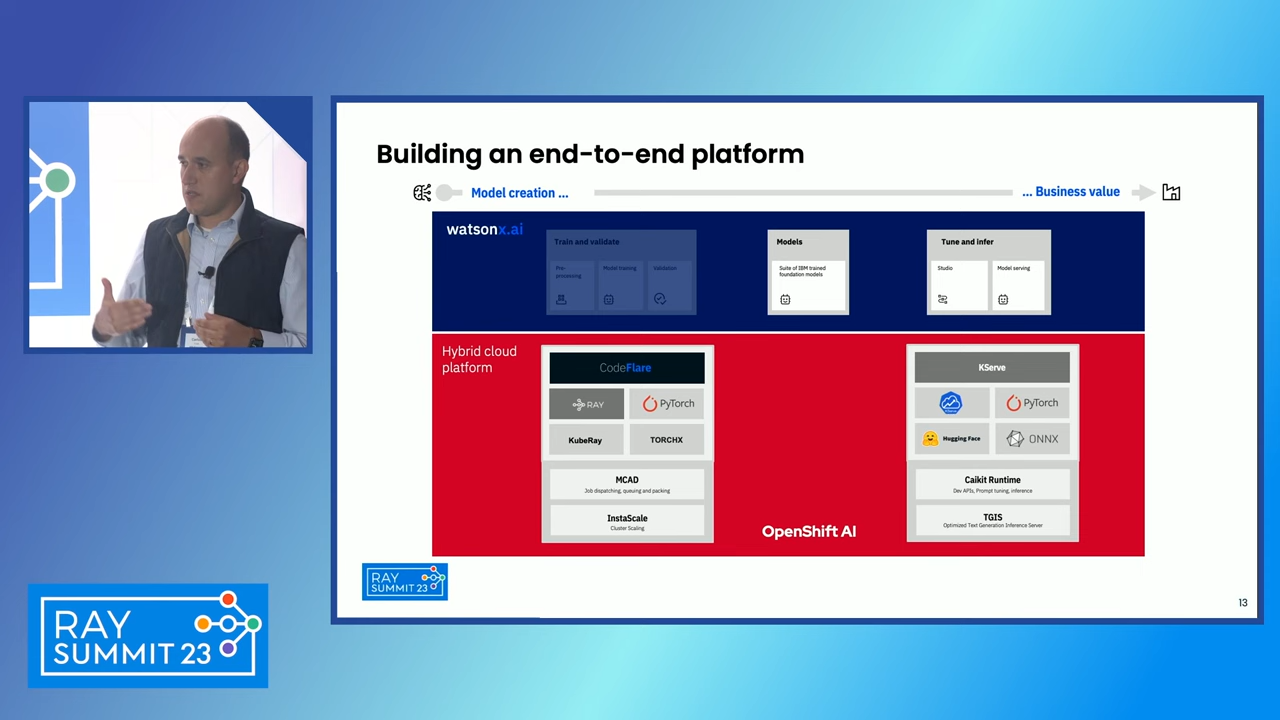 Building an end-to-end platform
Model creation ...
... Business value
watsonx.ai
Train and validate
Pre-
processing
Model training
Validation
Models
Suite of IBM trained
foundation models
Tune and infer
Studio
Model serving
Hybrid cloud
platform
CodeFlare
RAY
PyTorch
KubeRay
TORCHX
MCAD
Job dispatching, queuing and packing
InstaScale
Cluster Scaling
OpenShift AI
KServe
PyTorch
Hugging Face
ONNX
Caikit Runtime
Dev APIs, Prompt tuning, inference
TGIS
Optimized Text Generation Inference Server
RAY
SUMMIT 23
13
RAY
SUMMIT 23